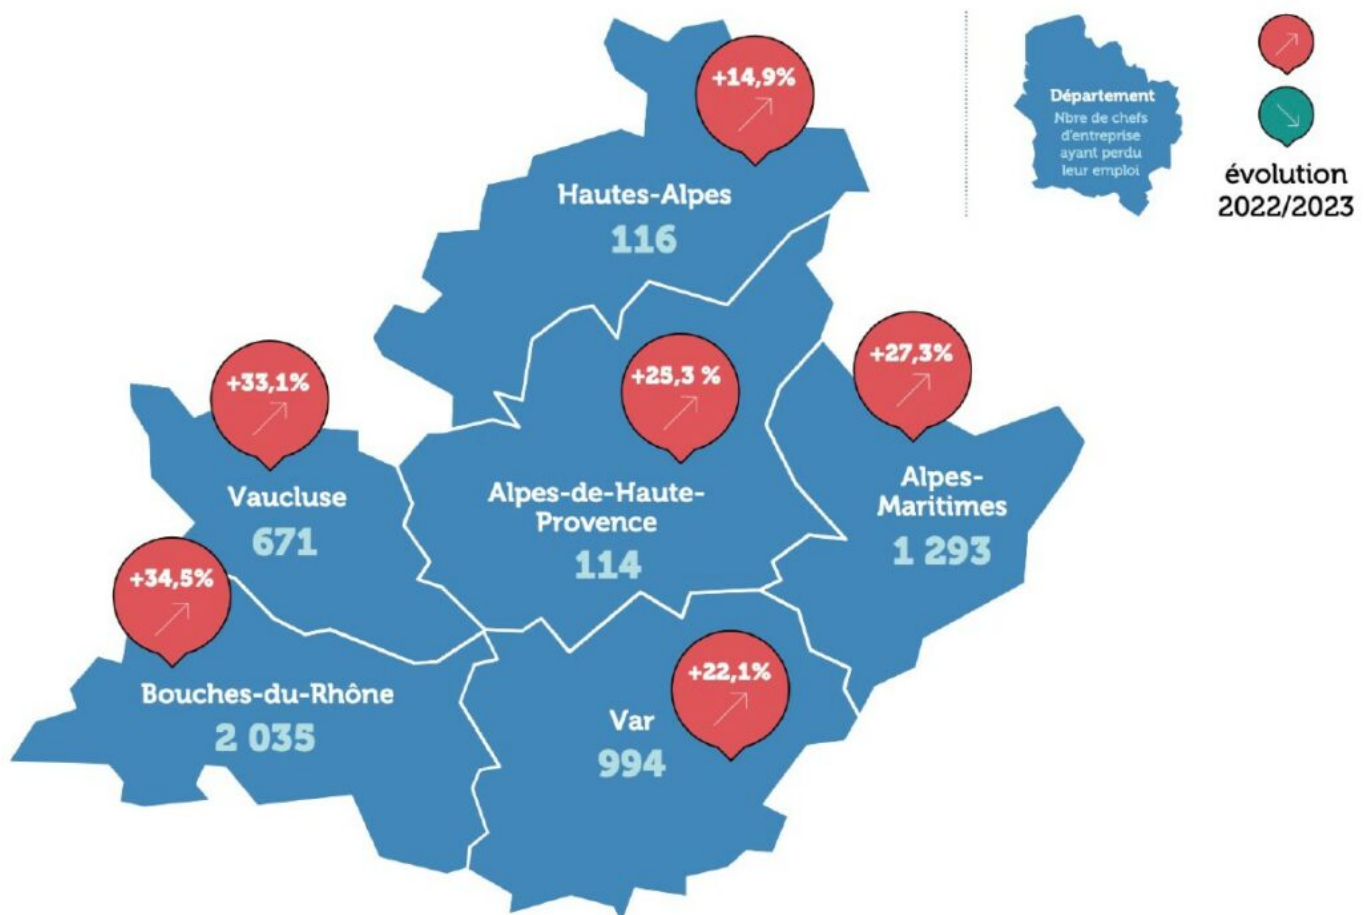 +14,9%
Hautes-Alpes
116
Département
Nbre de chefs
d'entreprise
ayant perdu
leur emploi
évolution
2022/2023
+33,1%
Vaucluse
671
+25,3 %
Alpes-de-Haute-
Provence
114
+27,3%
Alpes-
Maritimes
1 293
+34,5%
Bouches-du-Rhône
2 035
+22,1%
Var
994